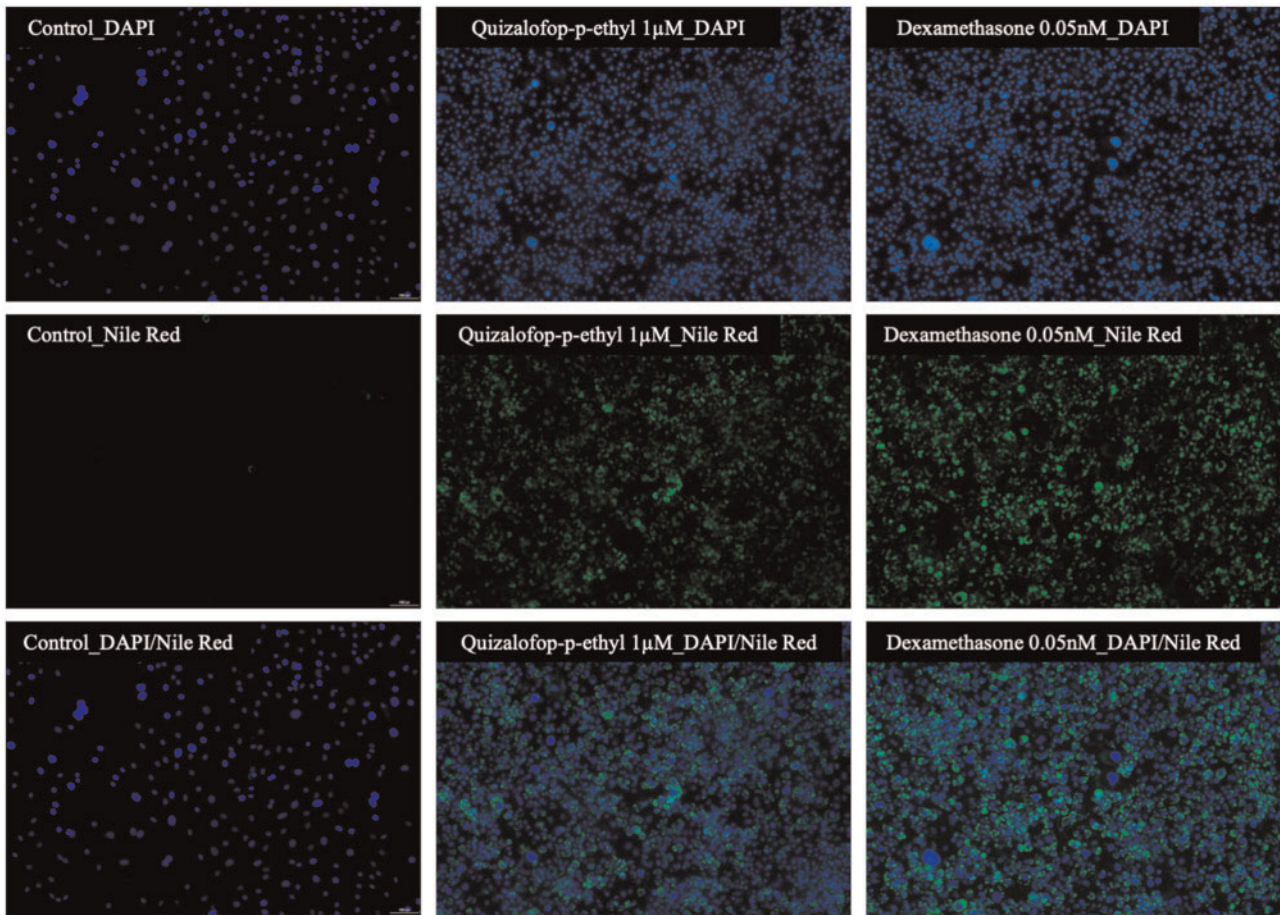 Control_DAPI
Quizalofop-p-ethyl 1µM_DAPI
Dexamethasone 0.05nM_DAPI
Control_Nile Red
Quizalofop-p-ethyl 1µM_Nile Red
Dexamethasone 0.05nM_Nile Red
Control_DAPI/Nile Red
Quizalofop-p-ethyl 1µM_DAPI/Nile Red
Dexamethasone 0.05nM_DAPI/Nile Red